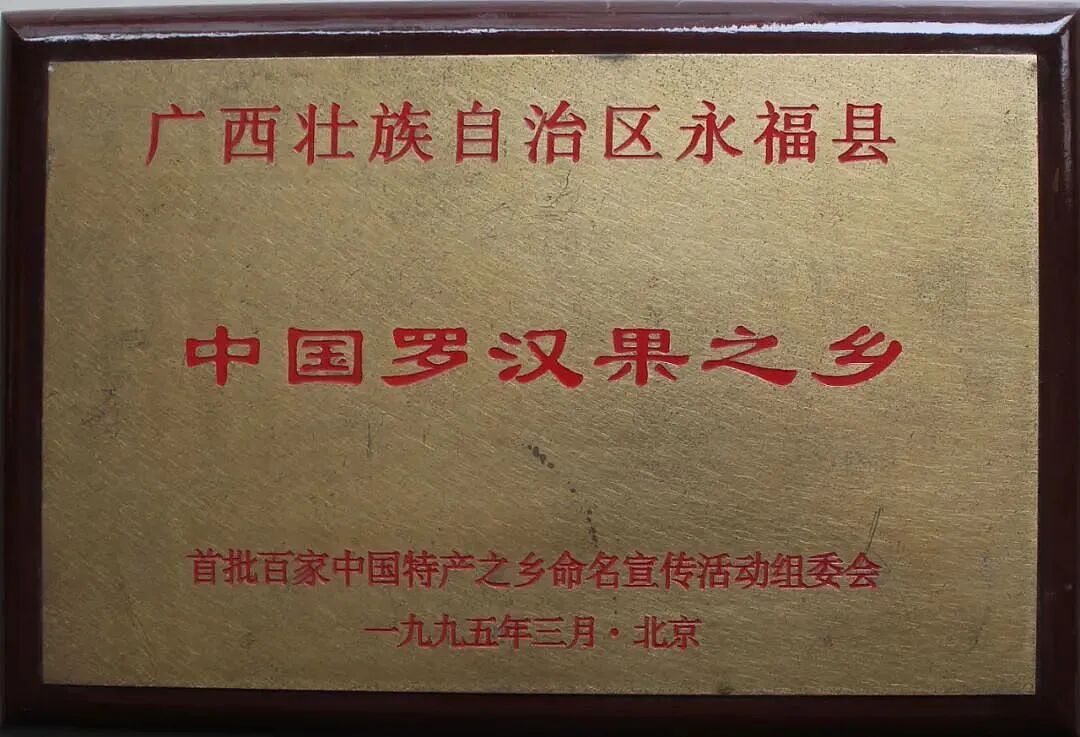 广西壮族自治区永福县
中国罗汉果之乡
首批百家中国特产之乡命名宣传活动组委会
一九九五年三月·北京